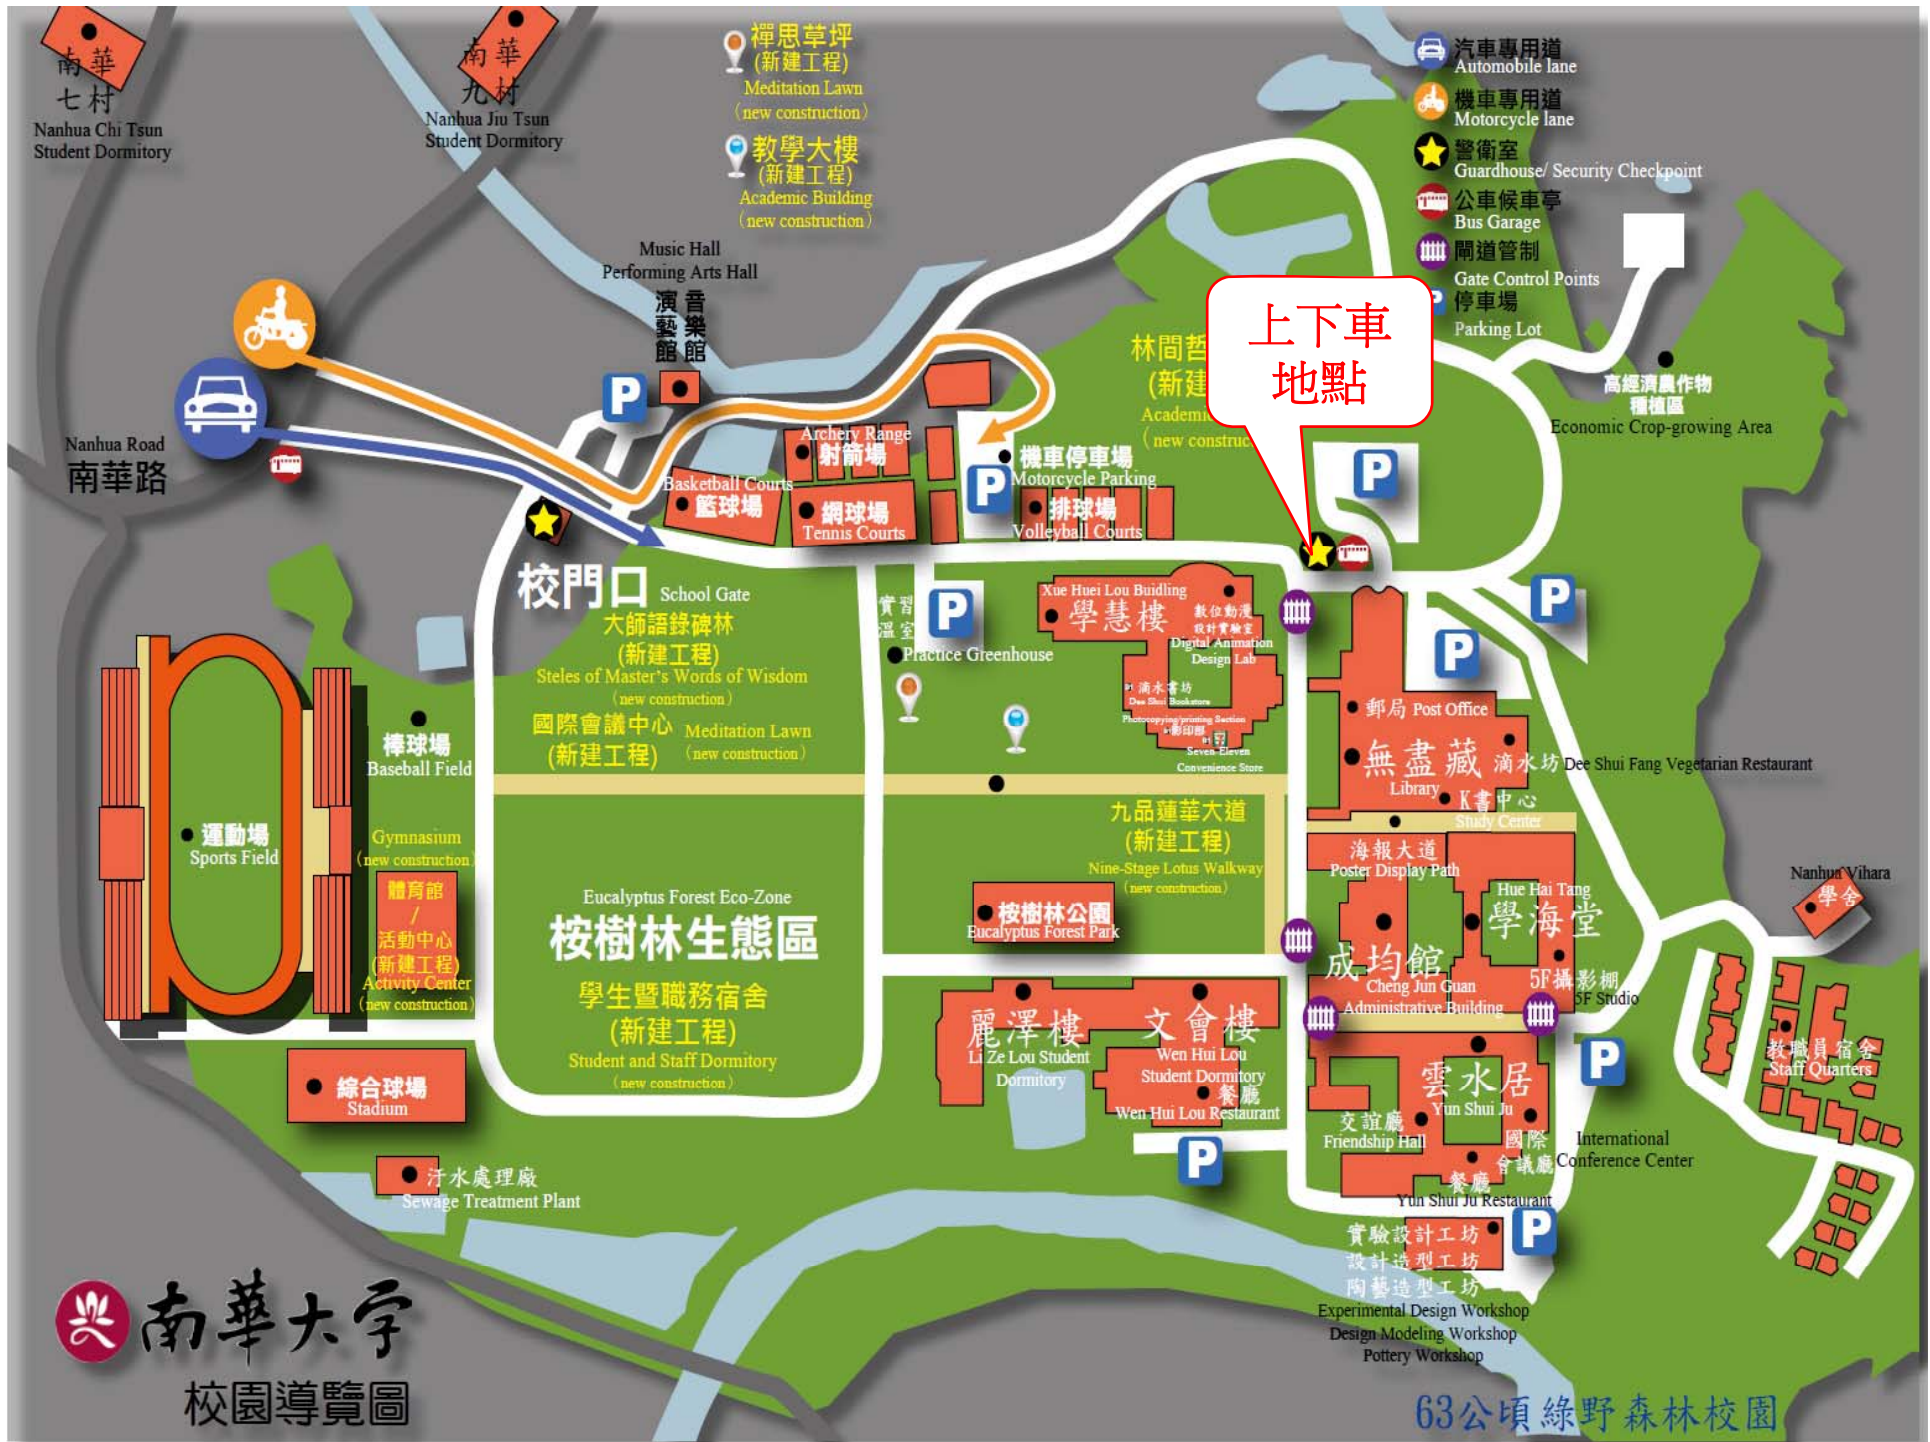 南華
七村
Nanhua Chi Tsun
Student Dormitory
南華
九村
Nanhua Jiu Tsun
Student Dormitory
禪思草坪
(新建工程)
Meditation Lawn
(new construction)
教學大樓
(新建工程)
Academic Building
(new construction)
汽車專用道
Automobile lane
機車專用道
Motorcycle lane
警衛室
Guardhouse/ Security Checkpoint
公車候車亭
Bus Garage
閘道管制
Gate Control Points
P
停車場
Parking Lot
Music Hall
Performing Arts Hall
音樂館
演藝館
P
上下車
地點
林間哲
(新建
Academic
(new construc
高經濟農作物
種植區
Economic Crop-growing Area
Nanhua Road
南華路
Archery Range
射箭場
Basketball Courts
籃球場
網球場
Tennis Courts
機車停車場
Motorcycle Parking
P
排球場
Volleyball Courts
P
校門口 School Gate
大師語錄碑林
(新建工程)
Steles of Master's Words of Wisdom
(new construction)
國際會議中心
(新建工程)
Meditation Lawn
(new construction)
實習
溫室
Practice Greenhouse
P
Xue Huei Lou Buidling
學慧樓
數位動漫
設計實驗室
Digital Animation
Design Lab
滴水書坊
Dee Shui Bookstore
Photocopying/printing Section
影印部
Seven-Eleven
Convenience Store
P
P
郵局 Post Office
無盡藏
Library
滴水坊 Dee Shui Fang Vegetarian Restaurant
K書中心
Study Center
棒球場
Baseball Field
運動場
Sports Field
Gymnasium
(new construction
體育館
/
活動中心
(新建工程)
Activity Center
(new construction)
九品蓮華大道
(新建工程)
Nine-Stage Lotus Walkway
(new construction)
海報大道
Poster Display Path
Hue Hai Tang
學海堂
Nanhua Vihara
學舍
Eucalyptus Forest Eco-Zone
桉樹林生態區
桉樹林公園
Eucalyptus Forest Park
成均館
Cheng Jun Guan
Administrative Building
5F攝影棚
5F Studio
學生暨職務宿舍
(新建工程)
Student and Staff Dormitory
(new construction)
麗澤樓
Li Ze Lou Student
Dormitory
文會樓
Wen Hui Lou
Student Dormitory
餐廳
Wen Hui Lou Restaurant
P
雲水居
Yun Shui Ju
交誼廳
Friendship Hall
國際
會議廳
International
Conference Center
餐廳
Yun Shui Ju Restaurant
P
教職員宿舍
Staff Quarters
綜合球場
Stadium
汙水處理廠
Sewage Treatment Plant
P
實驗設計工坊
設計造型工坊
陶藝造型工坊
Experimental Design Workshop
Design Modeling Workshop
Pottery Workshop
南華大学
校園導覽圖
63公頃綠野森林校園